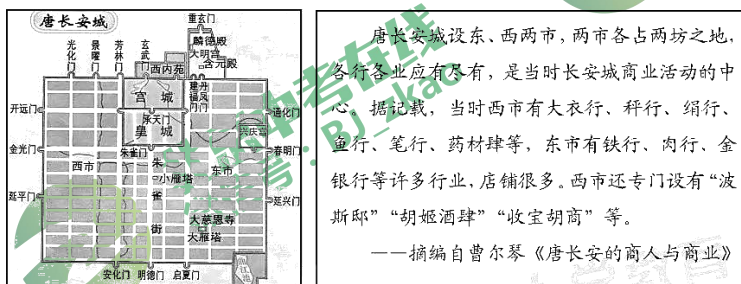 唐长安城
重玄门
光化门
景曜门
芳林门
玄武门
麟德殿
大明宫
含元殿
西内苑
建福门
丹凤门
宫城
承天门
皇城
兴庆宫
开远门
通化门
金光门
朱雀门
春明门
西市
朱雀街
小雁塔
东市
延平门
延兴门
大慈恩寺
大雁塔
曲江池
安化门
明德门
启夏门
唐长安城设东、西两市，两市各占两坊之地，
各行各业应有尽有，是当时长安城商业活动的中
心。据记载，当时西市有大衣行、秤行、绢行、
鱼行、笔行、药材肆等，东市有铁行、肉行、金
银行等许多行业，店铺很多。西市还专门设有“波
斯邸”“胡姬酒肆”“收宝胡商”等。
——摘编自曹尔琴《唐长安的商人与商业》